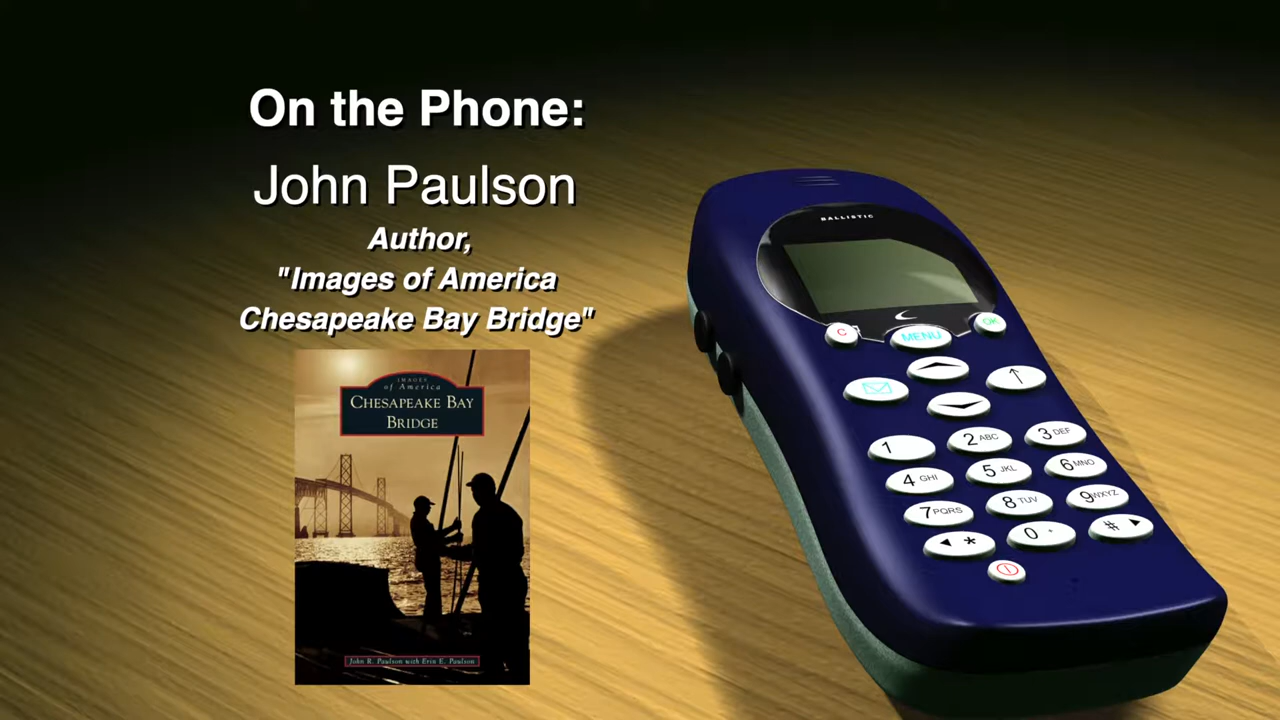 On the Phone:
John Paulson
Author,
"Images of America
Chesapeake Bay Bridge"
IMAGES
of America
CHESAPEAKE BAY
BRIDGE
John R. Paulson with Erin E. Paulson
BALLISTIC
C
MENU
OK
1
2 ABC
3 DEF
4 GHI
5 JKL
6 MNO
7 PQRS
8 TUV
9 WXYZ
*
0 +
#